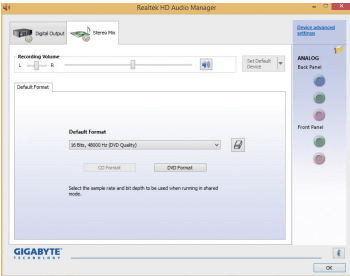 Realtek HD Audio Manager
Digital Output
Stereo Mix
Device advanced settings
Recording Volume
L
R
Set Default Device
ANALOG
Back Panel
Default Format
Default Format
16 Bits, 48000 Hz (DVD Quality)
CD Format
DVD Format
Front Panel
Select the sample rate and bit depth to be used when running in shared
mode.
GIGABYTE™
TECHNOLOGY
OK